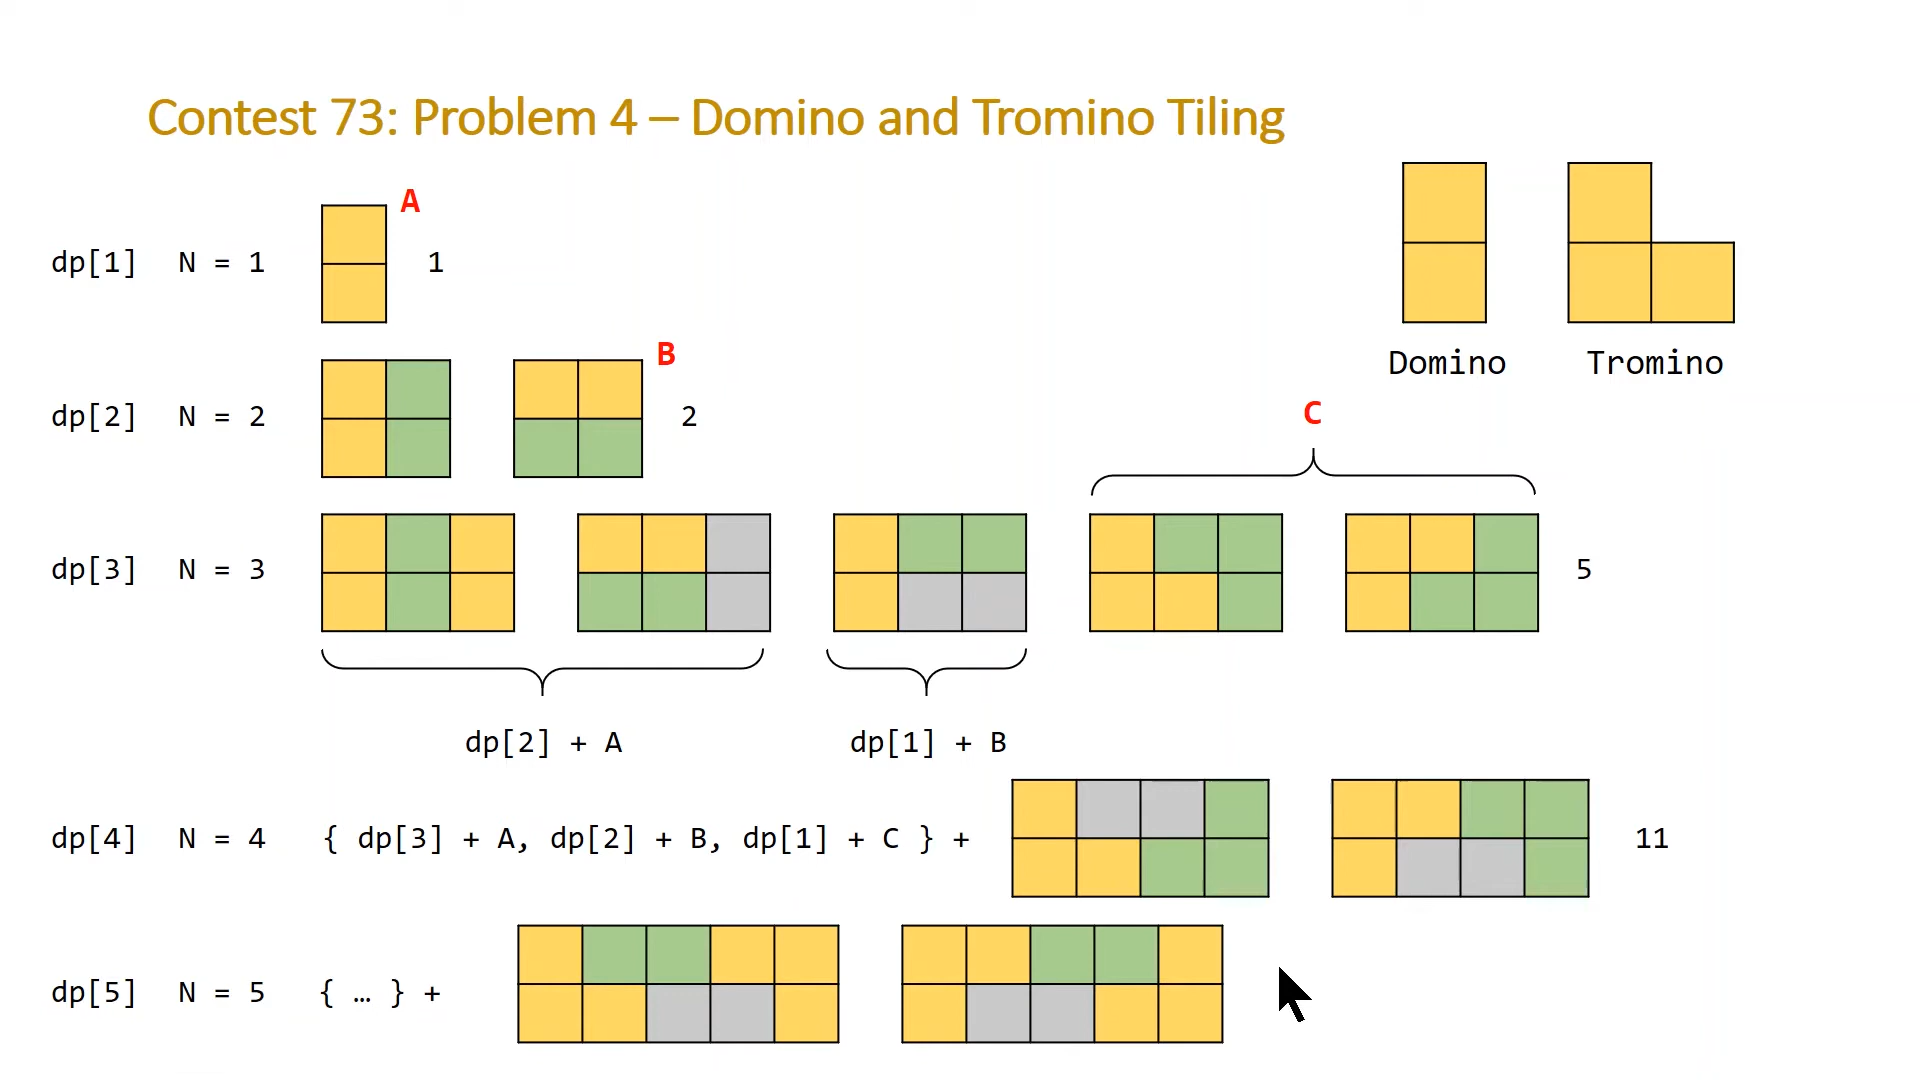 Contest 73: Problem 4 – Domino and Tromino Tiling
A
dp[1] N = 1 1
B
Domino Tromino
dp[2] N = 2 2
C
dp[3] N = 3 5
dp[2] + A dp[1] + B
dp[4] N = 4 { dp[3] + A, dp[2] + B, dp[1] + C } + 11
dp[5] N = 5 { … } +